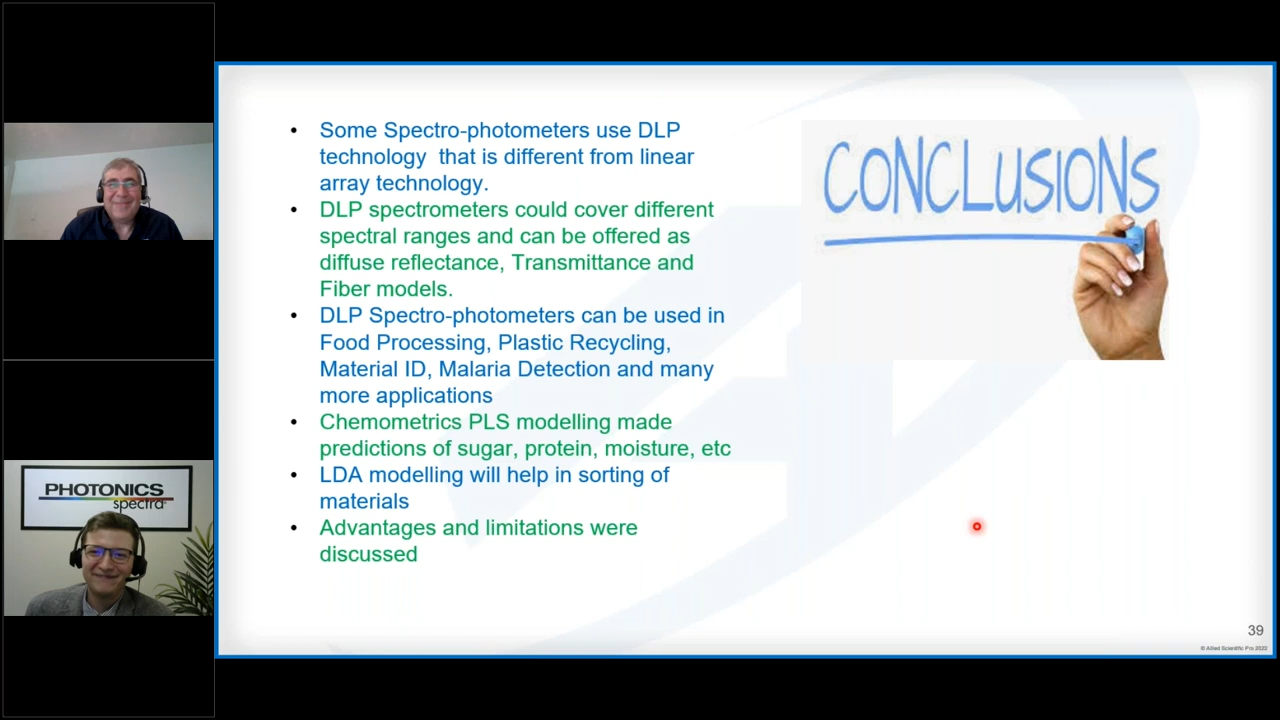 PHOTONICS
spectra
Some Spectro-photometers use DLP
technology that is different from linear
array technology.
DLP spectrometers could cover different
spectral ranges and can be offered as
diffuse reflectance, Transmittance and
Fiber models.
DLP Spectro-photometers can be used in
Food Processing, Plastic Recycling,
Material ID, Malaria Detection and many
more applications
Chemometrics PLS modelling made
predictions of sugar, protein, moisture, etc
LDA modelling will help in sorting of
materials
Advantages and limitations were
discussed
CONCLUSIONS
39
© Allied Scientific Pro 2022